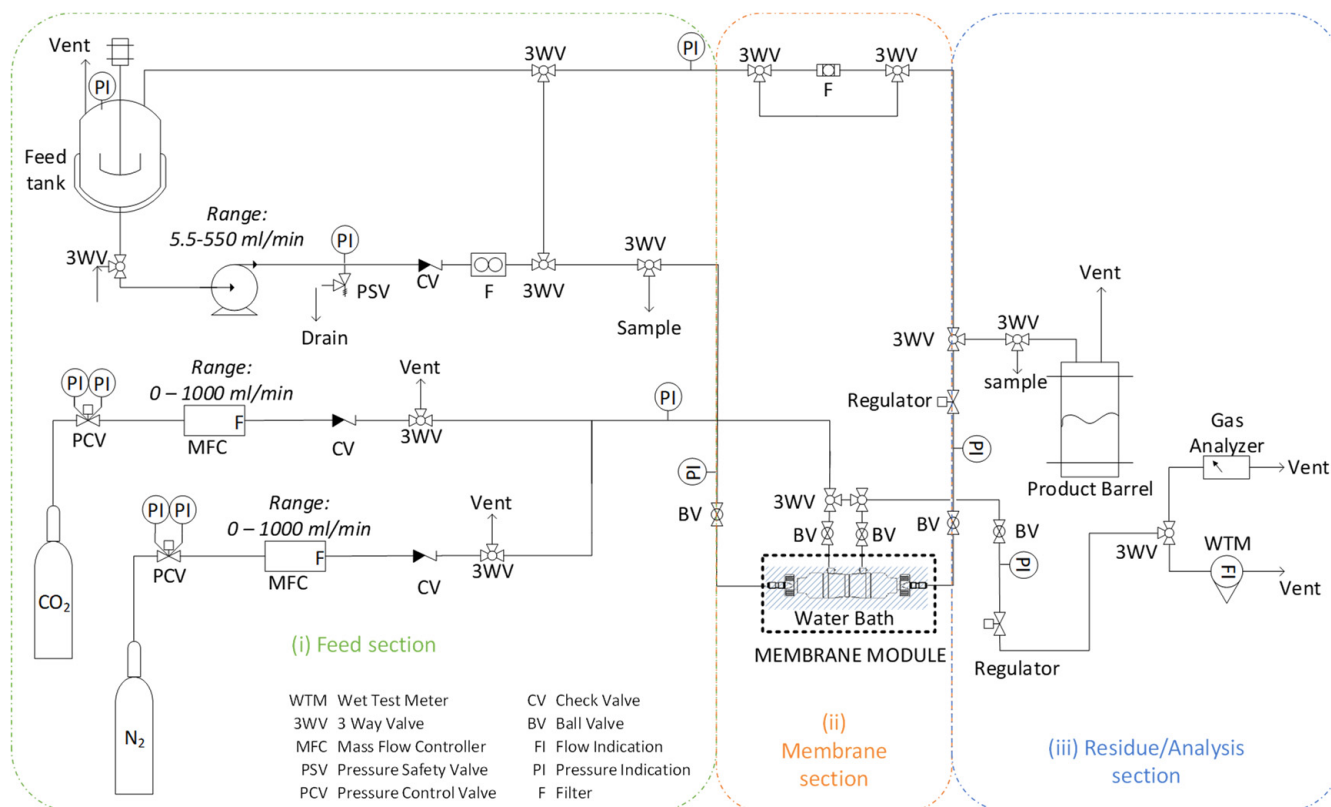 Vent
PI
3WV
PI
3WV
3WV
F
Feed
tank
Range:
5.5-550 ml/min
3WV
PI
PSV
Drain
CV
F
3WV
3WV
Sample
Vent
3WV
3WV
sample
Product Barrel
PI PI
PCV
Range:
0 – 1000 ml/min
F
MFC
CV
Vent
3WV
PI
Regulator
PI
PI
BV
3WV
BV
BV
BV
BV
PI
Gas
Analyzer
Vent
3WV
WTM
FI
Vent
PI PI
PCV
Range:
0 – 1000 ml/min
F
MFC
CV
Vent
3WV
Water Bath
MEMBRANE MODULE
Regulator
CO2
N2
(i) Feed section
WTM Wet Test Meter
3WV 3 Way Valve
MFC Mass Flow Controller
PSV Pressure Safety Valve
PCV Pressure Control Valve
CV Check Valve
BV Ball Valve
FI Flow Indication
PI Pressure Indication
F Filter
(ii)
Membrane
section
(iii) Residue/Analysis
section